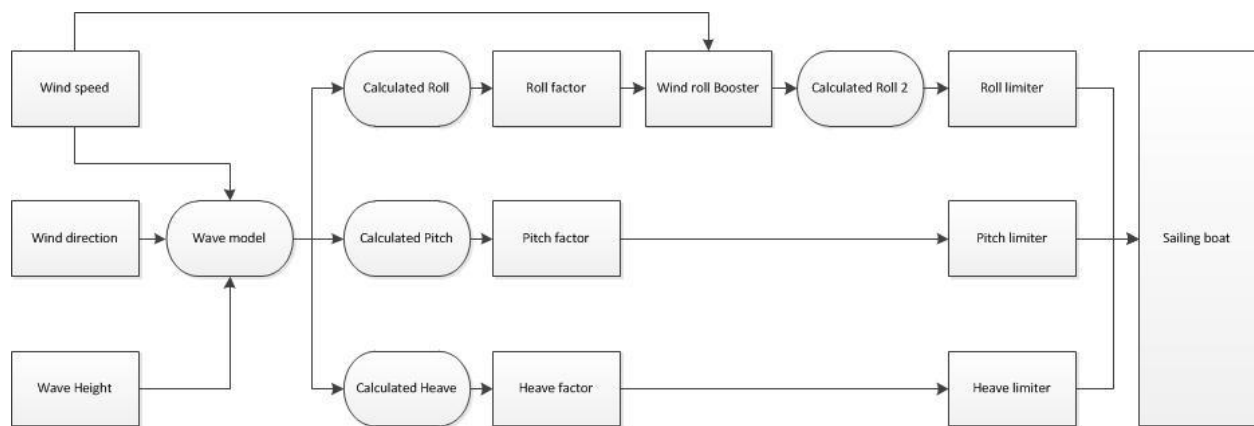 Wind speed
Calculated Roll
Roll factor
Wind roll Booster
Calculated Roll 2
Roll limiter
Wind direction
Wave model
Calculated Pitch
Pitch factor
Pitch limiter
Sailing boat
Wave Height
Calculated Heave
Heave factor
Heave limiter